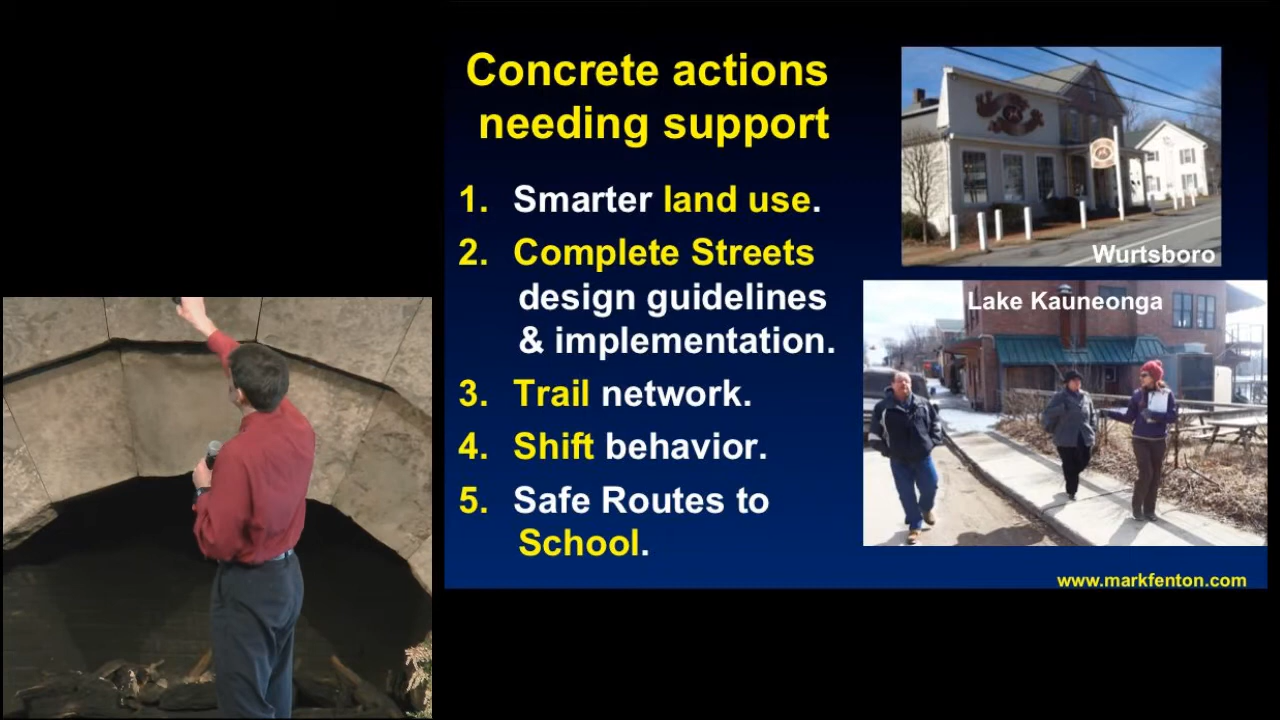 Concrete actions
needing support
1. Smarter land use.
2. Complete Streets
design guidelines
& implementation.
3. Trail network.
4. Shift behavior.
5. Safe Routes to
School.
Wurtsboro
Lake Kauneonga
www.markfenton.com